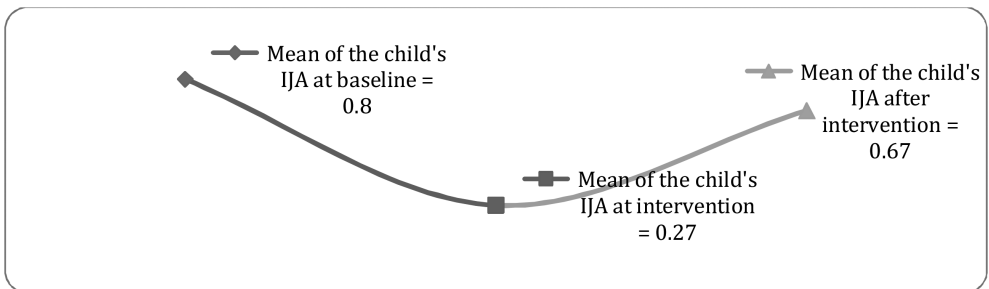 Mean of the child's
IJA at baseline =
0.8
Mean of the child's
IJA after
intervention =
0.67
Mean of the child's
IJA at intervention
= 0.27